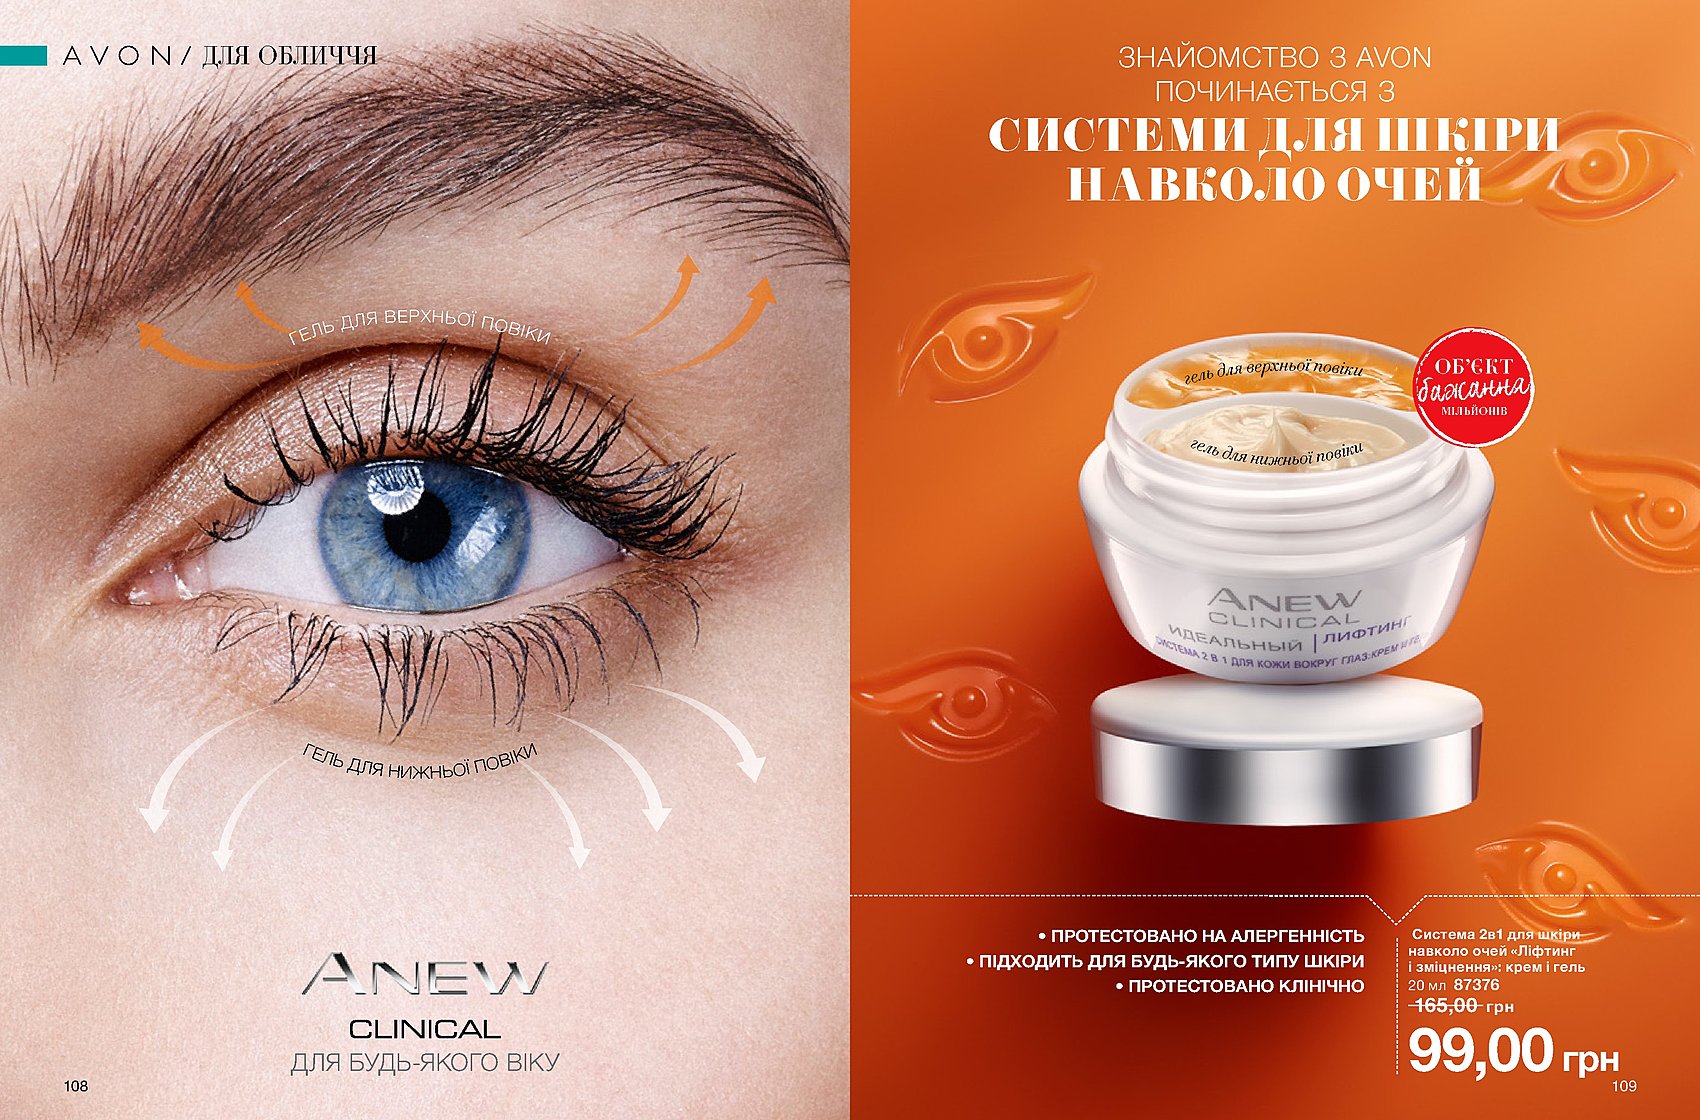 AVON / ДЛЯ ОБЛИЧЧЯ
ГЕЛЬ ДЛЯ ВЕРХНЬОЇ ПОВІКИ
ГЕЛЬ ДЛЯ НИЖНЬОЇ ПОВІКИ
ANEW
CLINICAL
ДЛЯ БУДЬ-ЯКОГО ВІКУ
108
ЗНАЙОМСТВО З AVON
ПОЧИНАЄТЬСЯ З
СИСТЕМИ ДЛЯ ШКІРИ
НАВКОЛО ОЧЕЙ
ОБ'ЄКТ
бажання
МІЛЬЙОНІВ
гель для верхньої повіки
гель для нижньої повіки
ANEW
CLINICAL
ИДЕАЛЬНЫЙ | ЛИФТИНГ
СИСТЕМА 2 В 1 ДЛЯ КОЖИ ВОКРУГ ГЛАЗ: КРЕМ И
• ПРОТЕСТОВАНО НА АЛЕРГЕННІСТЬ
• ПІДХОДИТЬ ДЛЯ БУДЬ-ЯКОГО ТИПУ ШКІРИ
• ПРОТЕСТОВАНО КЛІНІЧНО
Система 2в1 для шкіри
навколо очей «Ліфтинг
і зміцнення»: крем і гель
20 мл 87376
165,00 грн
99,00 грн
109